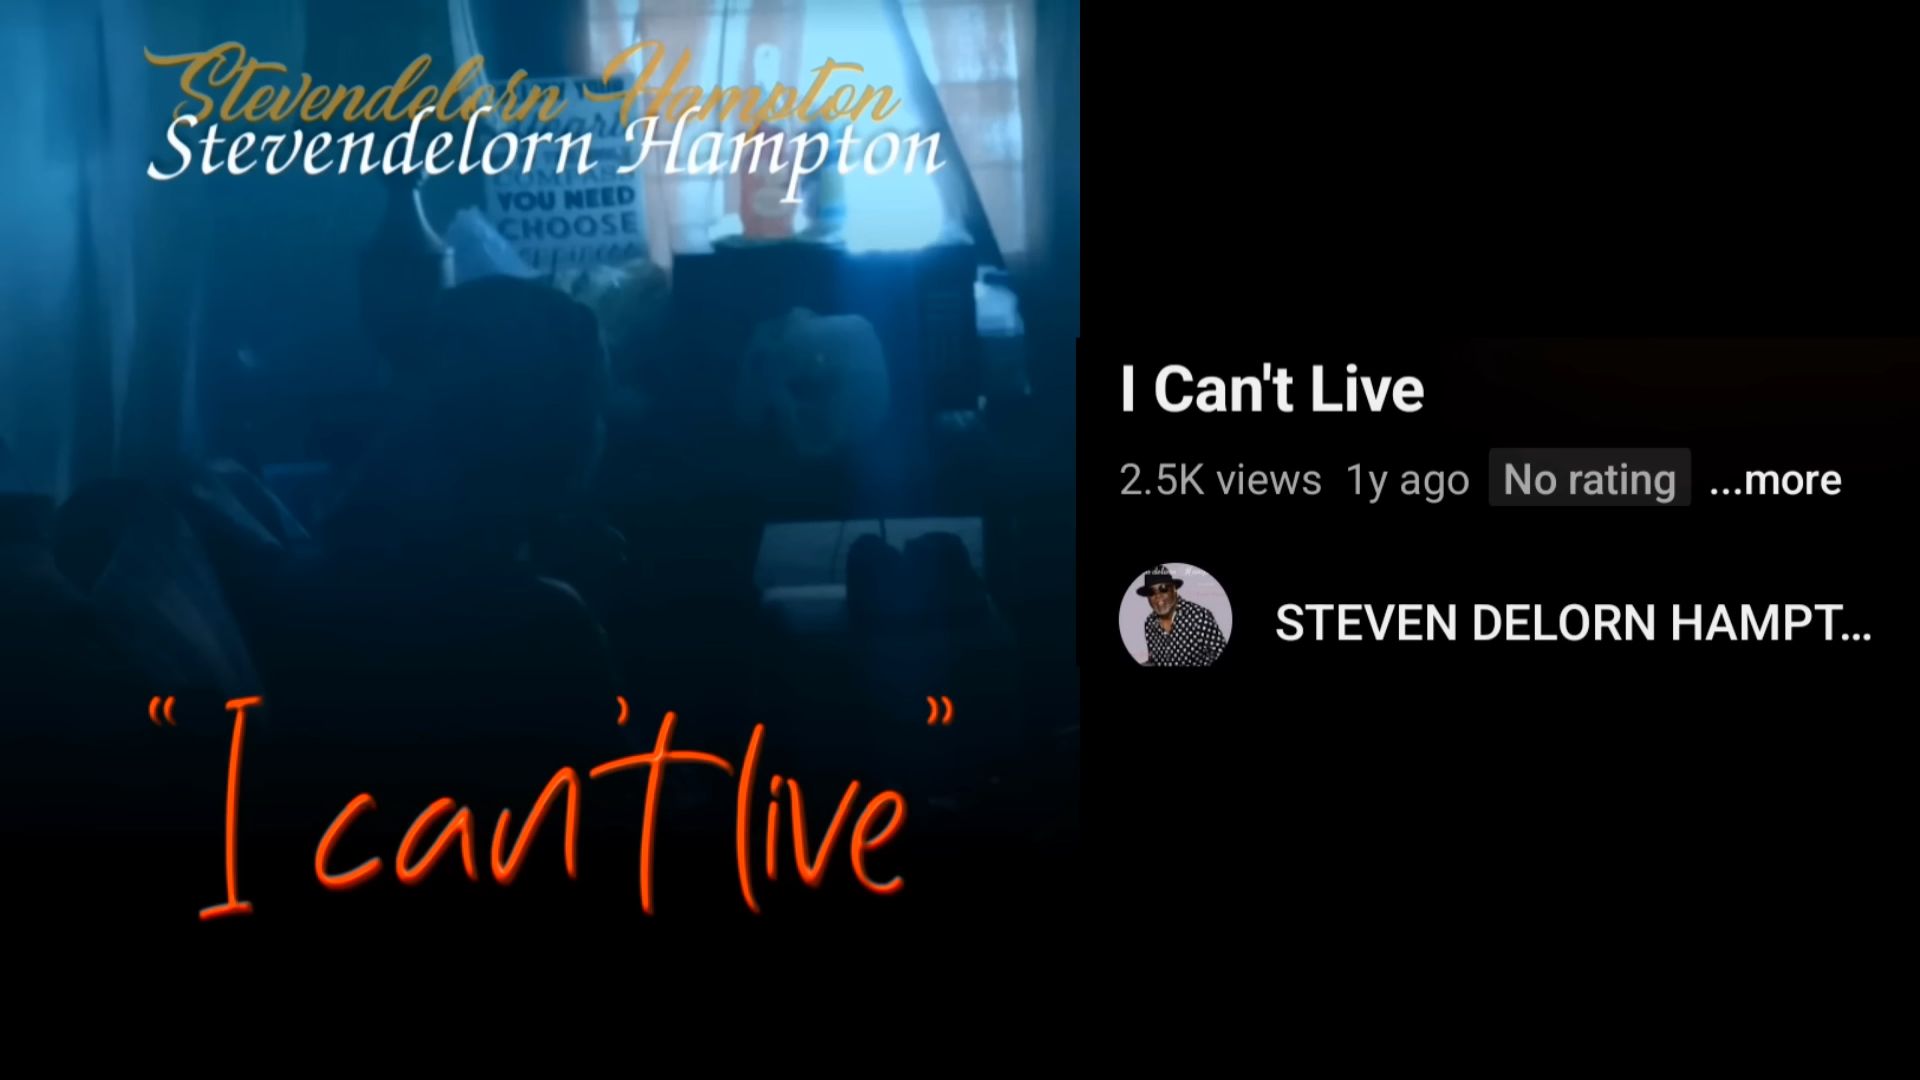 Stevendelorn Hampton
Stevendelorn Hampton
COMPASS
YOU NEED
CHOOSE
“I can't live”
I Can't Live
2.5K views 1y ago No rating ...more
STEVEN DELORN HAMPT...